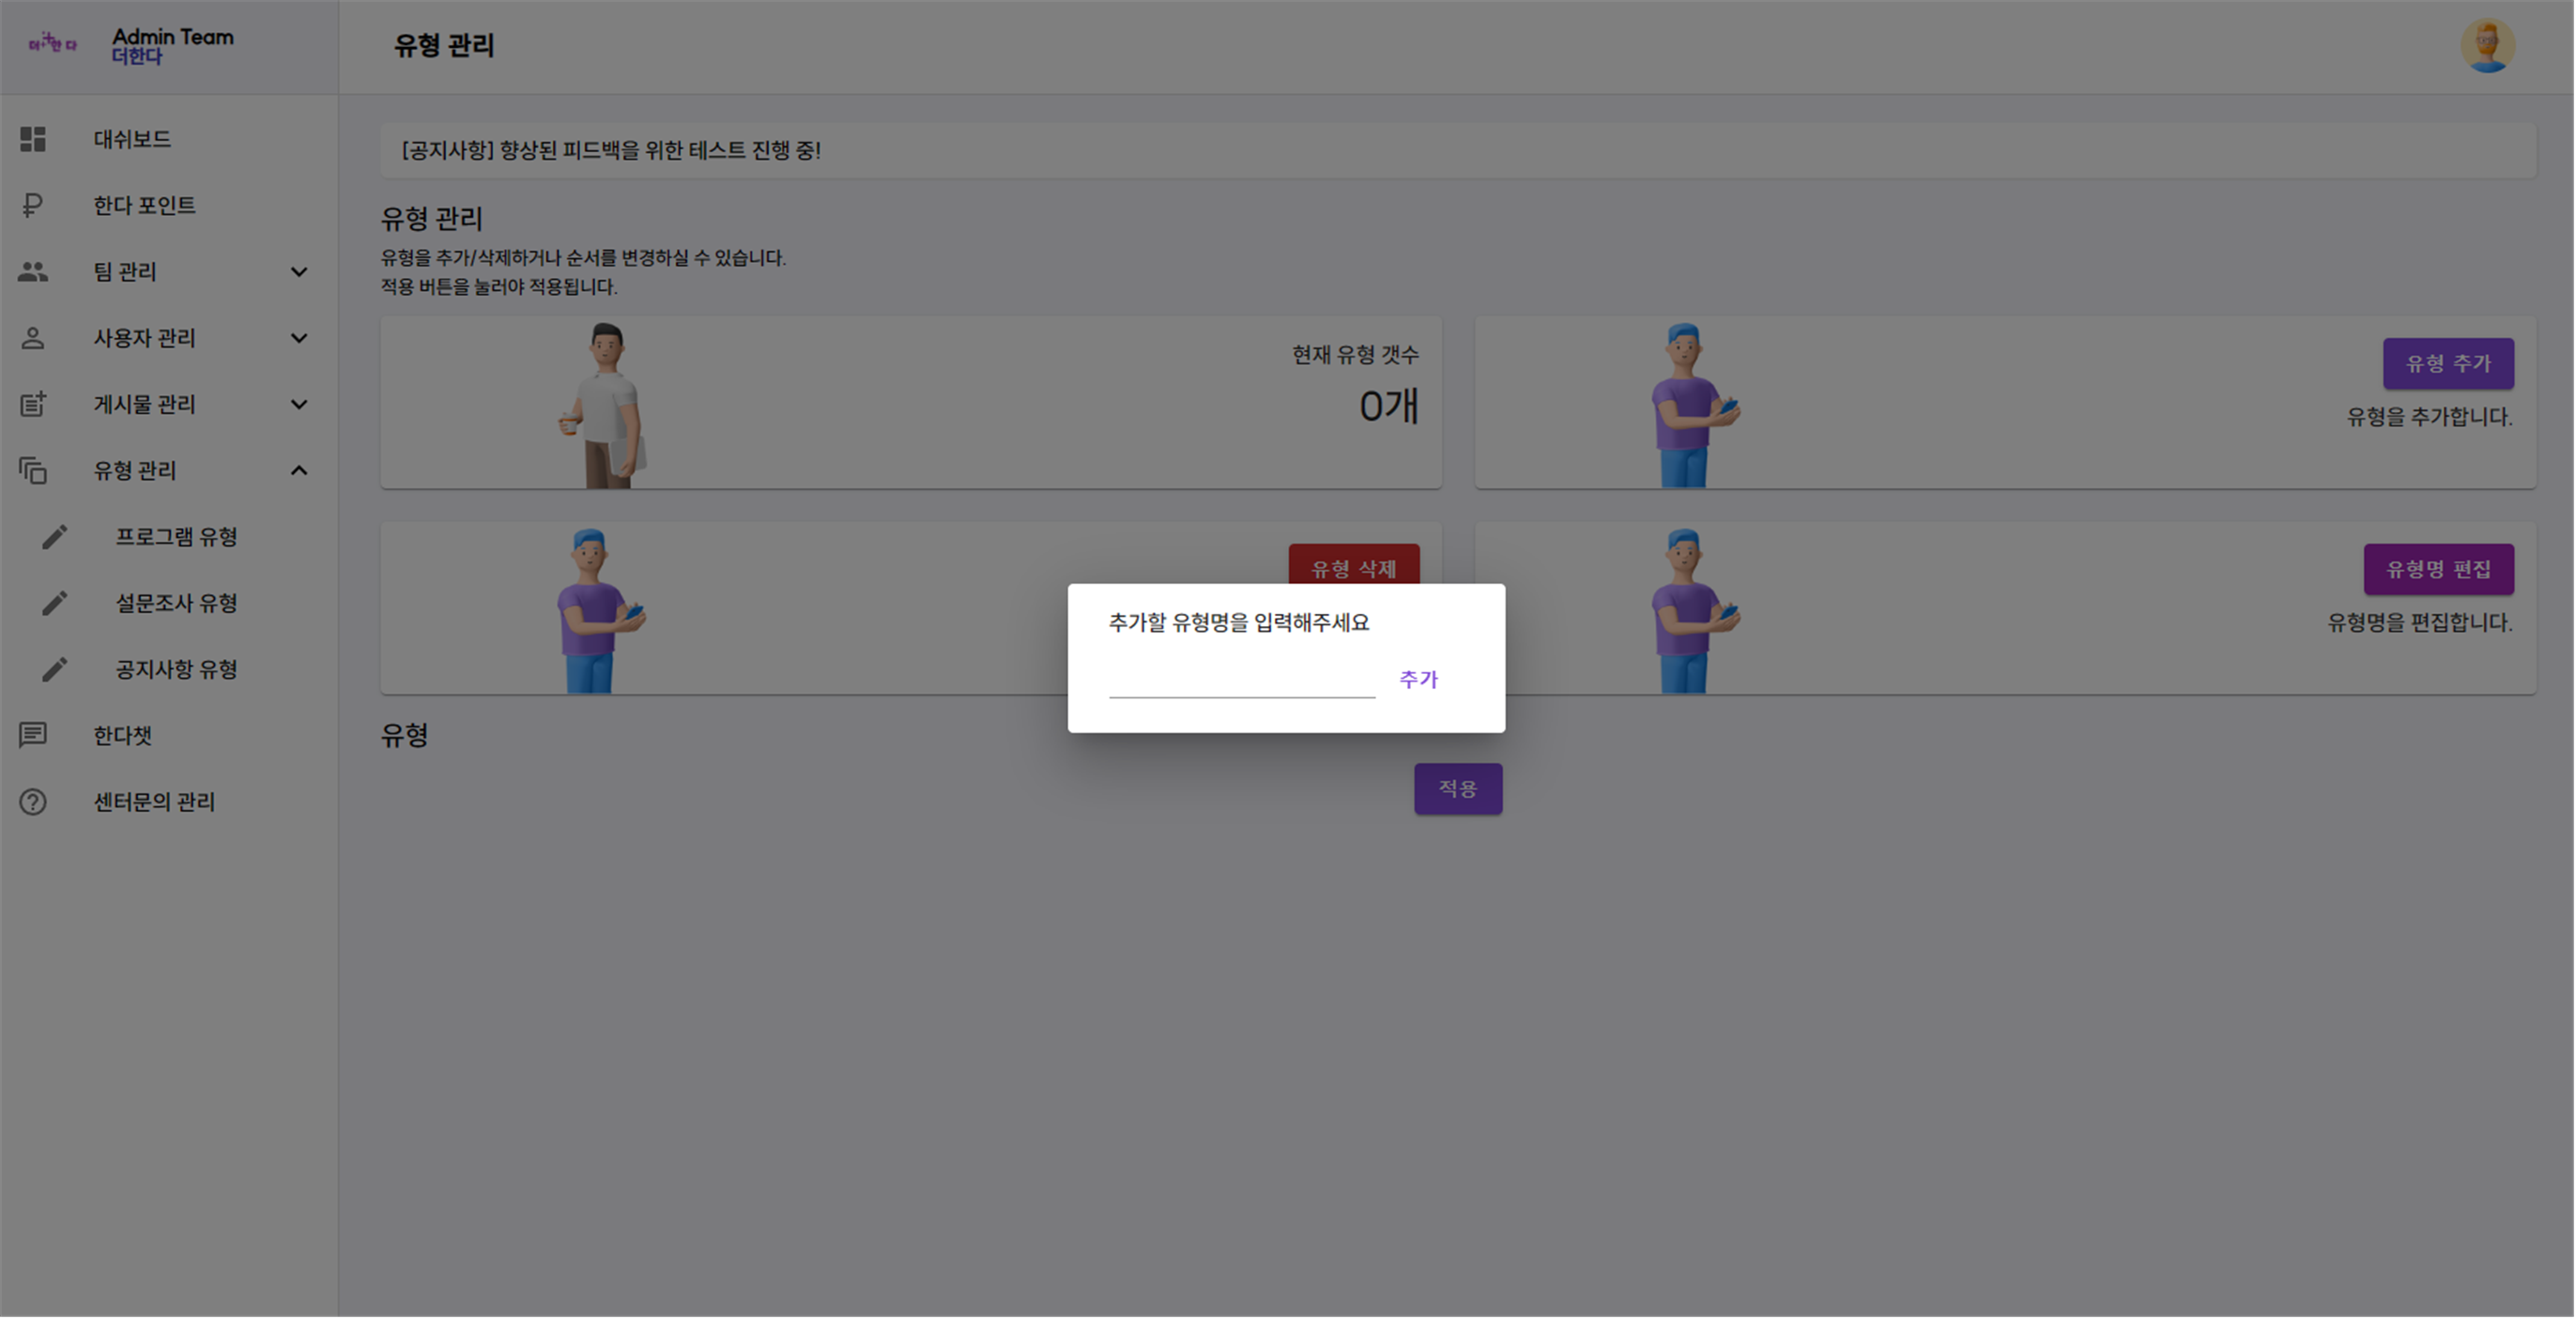 더한다
Admin Team
더한다
유형 관리
대쉬보드
한다 포인트
팀 관리
사용자 관리
게시물 관리
유형 관리
프로그램 유형
설문조사 유형
공지사항 유형
한다챗
센터문의 관리
[공지사항] 향상된 피드백을 위한 테스트 진행 중!
유형 관리
유형을 추가/삭제하거나 순서를 변경하실 수 있습니다.
적용 버튼을 눌러야 적용됩니다.
현재 유형 갯수
0개
유형 추가
유형을 추가합니다.
유형 삭제
유형명 편집
유형명을 편집합니다.
추가할 유형명을 입력해주세요
추가
유형
적용